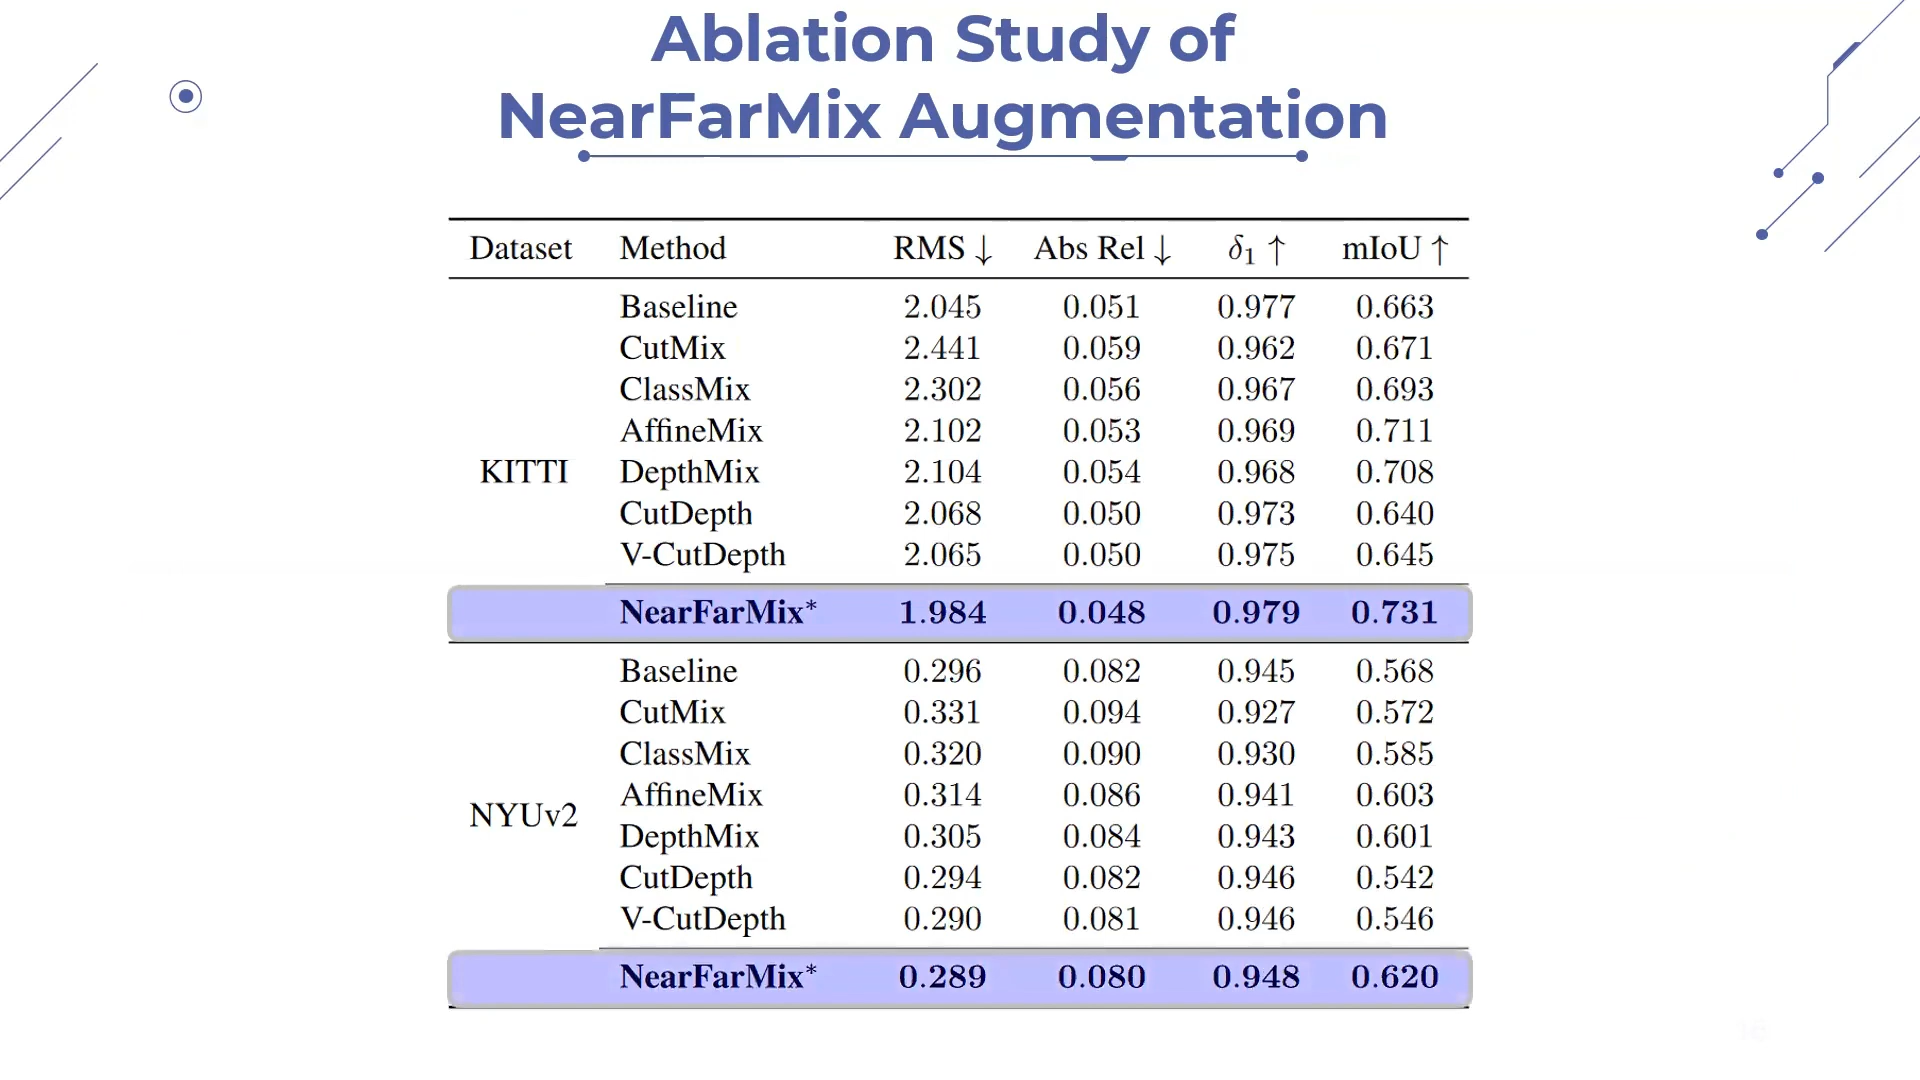 Ablation Study of
NearFarMix Augmentation
Dataset Method RMS ↓ Abs Rel ↓ δ1 ↑ mIoU ↑
Baseline 2.045 0.051 0.977 0.663
CutMix 2.441 0.059 0.962 0.671
ClassMix 2.302 0.056 0.967 0.693
AffineMix 2.102 0.053 0.969 0.711
KITTI DepthMix 2.104 0.054 0.968 0.708
CutDepth 2.068 0.050 0.973 0.640
V-CutDepth 2.065 0.050 0.975 0.645
NearFarMix* 1.984 0.048 0.979 0.731
Baseline 0.296 0.082 0.945 0.568
CutMix 0.331 0.094 0.927 0.572
ClassMix 0.320 0.090 0.930 0.585
AffineMix 0.314 0.086 0.941 0.603
NYUv2
DepthMix 0.305 0.084 0.943 0.601
CutDepth 0.294 0.082 0.946 0.542
V-CutDepth 0.290 0.081 0.946 0.546
NearFarMix* 0.289 0.080 0.948 0.620